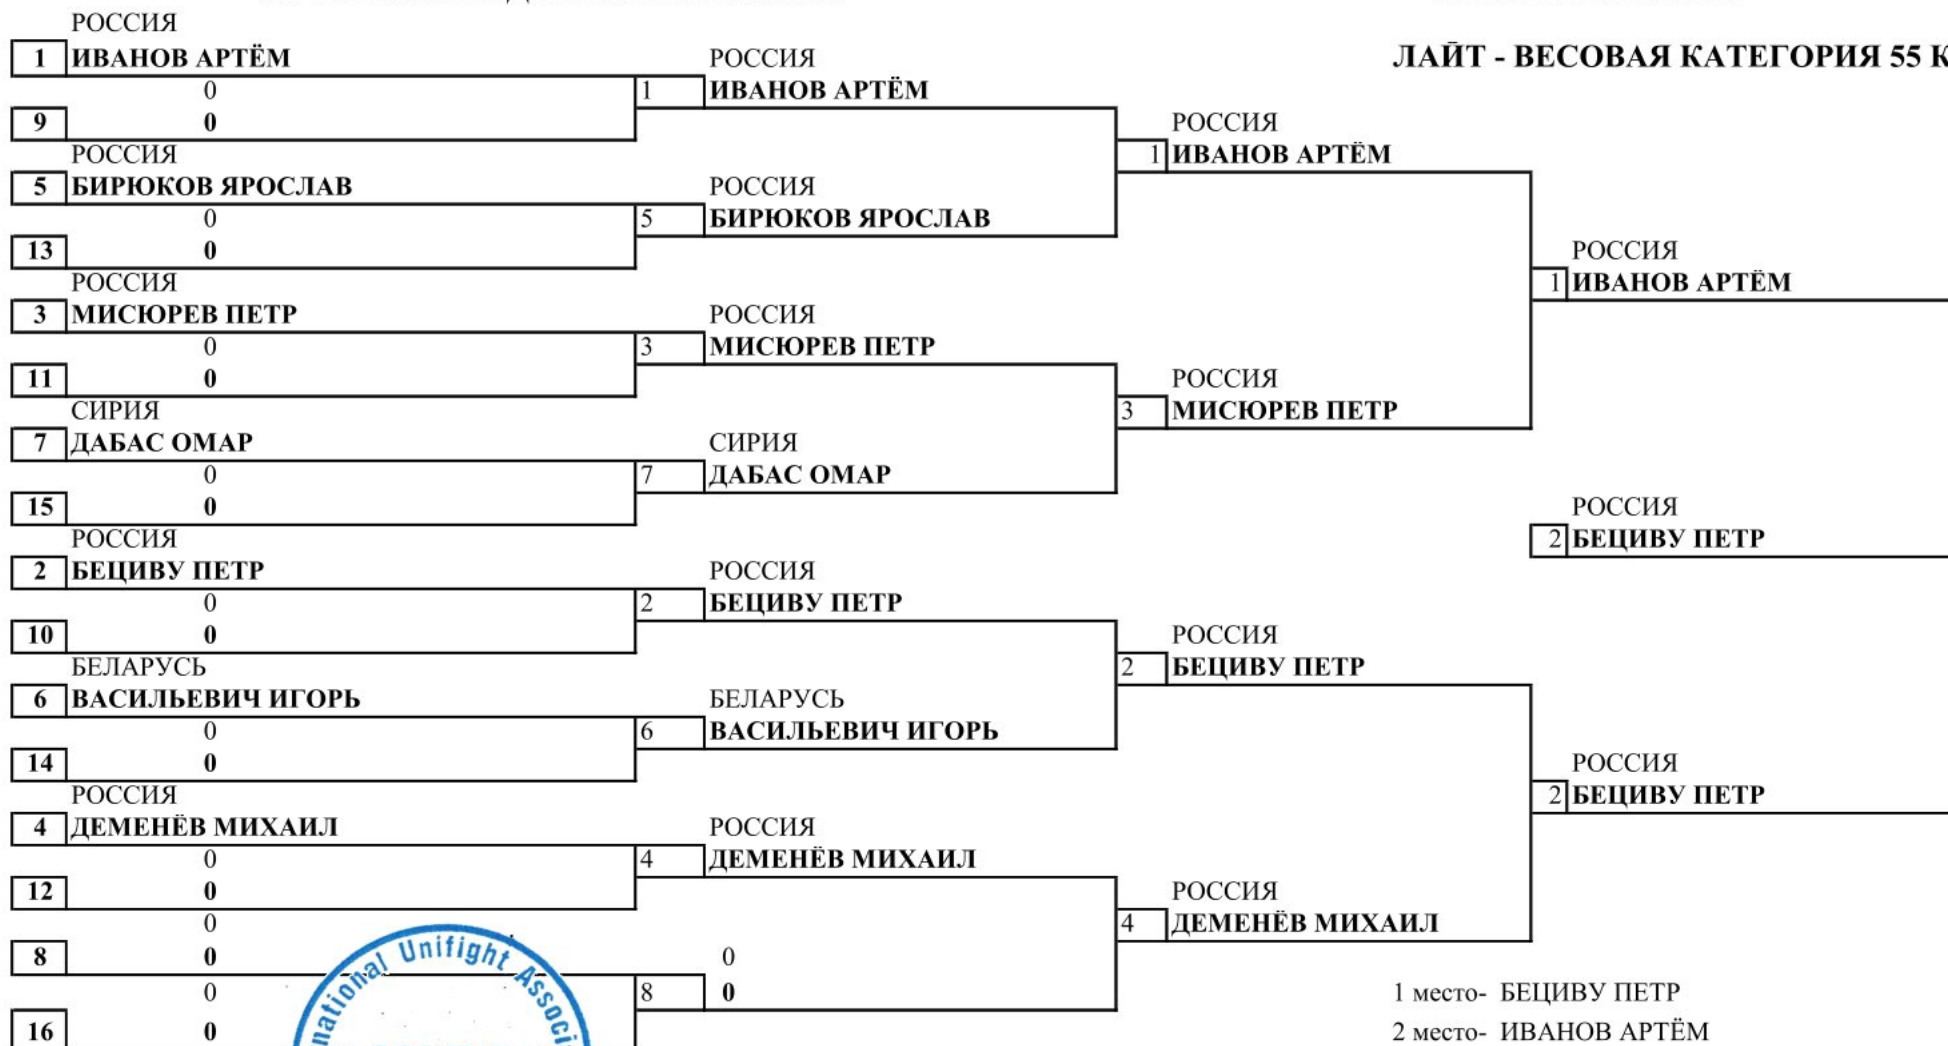 РОССИЯ
1 ИВАНОВ АРТЁМ
0
9 0
РОССИЯ
5 БИРЮКОВ ЯРОСЛАВ
0
13 0
РОССИЯ
3 МИСЮРЕВ ПЕТР
0
11 0
СИРИЯ
7 ДАБАС ОМАР
0
15 0
РОССИЯ
2 БЕЦИВУ ПЕТР
0
10 0
БЕЛАРУСЬ
6 ВАСИЛЬЕВИЧ ИГОРЬ
0
14 0
РОССИЯ
4 ДЕМЕНЁВ МИХАИЛ
0
12 0
0
8 0
0
16 0
РОССИЯ
1 ИВАНОВ АРТЁМ
РОССИЯ
5 БИРЮКОВ ЯРОСЛАВ
РОССИЯ
3 МИСЮРЕВ ПЕТР
СИРИЯ
7 ДАБАС ОМАР
РОССИЯ
2 БЕЦИВУ ПЕТР
БЕЛАРУСЬ
6 ВАСИЛЬЕВИЧ ИГОРЬ
РОССИЯ
4 ДЕМЕНЁВ МИХАИЛ
0
8 0
РОССИЯ
1 ИВАНОВ АРТЁМ
РОССИЯ
3 МИСЮРЕВ ПЕТР
РОССИЯ
2 БЕЦИВУ ПЕТР
РОССИЯ
4 ДЕМЕНЁВ МИХАИЛ
ЛАЙТ - ВЕСОВАЯ КАТЕГОРИЯ 55 К
РОССИЯ
1 ИВАНОВ АРТЁМ
РОССИЯ
2 БЕЦИВУ ПЕТР
РОССИЯ
2 БЕЦИВУ ПЕТР
1 место- БЕЦИВУ ПЕТР
2 место- ИВАНОВ АРТЁМ
national Unifight Associ